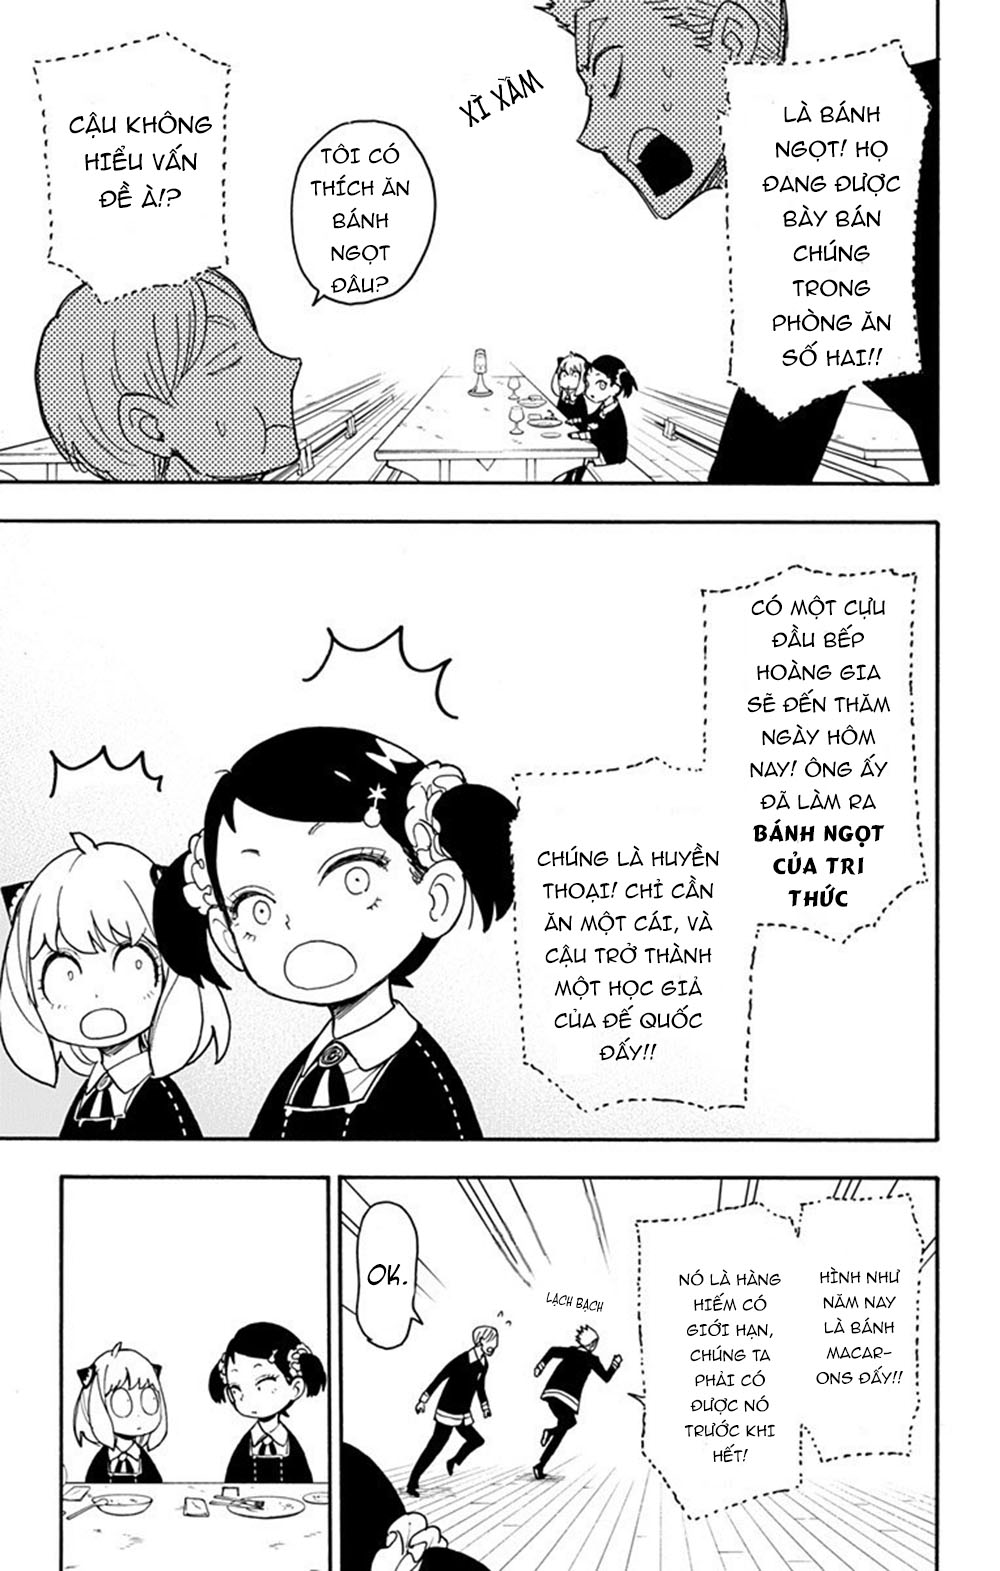 LÀ BÁNH
NGỌT! HỌ
ĐANG ĐƯỢC
BÀY BÁN
CHÚNG
TRONG
PHÒNG ĂN
SỐ HAI!!
XÌ XẦM
TÔI CÓ
THÍCH ĂN
BÁNH
NGỌT
ĐÂU?
CẬU KHÔNG
HIỂU VẤN
ĐỀ À!?
CÓ MỘT CỰU
ĐẦU BẾP
HOÀNG GIA
SẼ ĐẾN THĂM
NGÀY HÔM
NAY! ÔNG ẤY
ĐÃ LÀM RA
BÁNH NGỌT
CỦA TRI
THỨC
CHÚNG LÀ HUYỀN
THOẠI! CHỈ CẦN
ĂN MỘT CÁI, VÀ
CẬU TRỞ THÀNH
MỘT HỌC GIẢ
CỦA ĐẾ QUỐC
ĐẤY!!
HÌNH NHƯ
NĂM NAY
LÀ BÁNH
MACAR-
ONS ĐẤY!!
NÓ LÀ HÀNG
HIẾM CÓ
GIỚI HẠN,
CHÚNG TA
PHẢI CÓ
ĐƯỢC NÓ
TRƯỚC KHI
HẾT!
LẠCH BẠCH
OK.